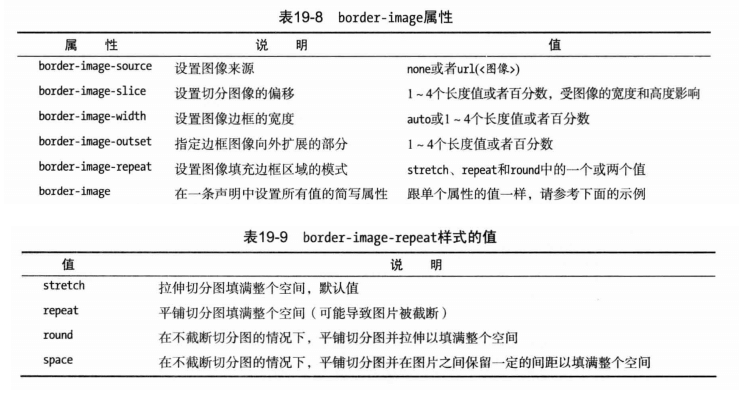 表19-8 border-image属性
属 性 说 明 值
border-image-source 设置图像来源 none或者url(<图像>)
border-image-slice 设置切分图像的偏移 1~4个长度值或者百分数，受图像的宽度和高度影响
border-image-width 设置图像边框的宽度 auto或1~4个长度值或者百分数
border-image-outset 指定边框图像向外扩展的部分 1~4个长度值或者百分数
border-image-repeat 设置图像填充边框区域的模式 stretch、repeat和round中的一个或两个值
border-image 在一条声明中设置所有值的简写属性 跟单个属性的值一样，请参考下面的示例
表19-9 border-image-repeat样式的值
值 说 明
stretch 拉伸切分图填满整个空间，默认值
repeat 平铺切分图填满整个空间（可能导致图片被截断）
round 在不截断切分图的情况下，平铺切分图并拉伸以填满整个空间
space 在不截断切分图的情况下，平铺切分图并在图片之间保留一定的间距以填满整个空间